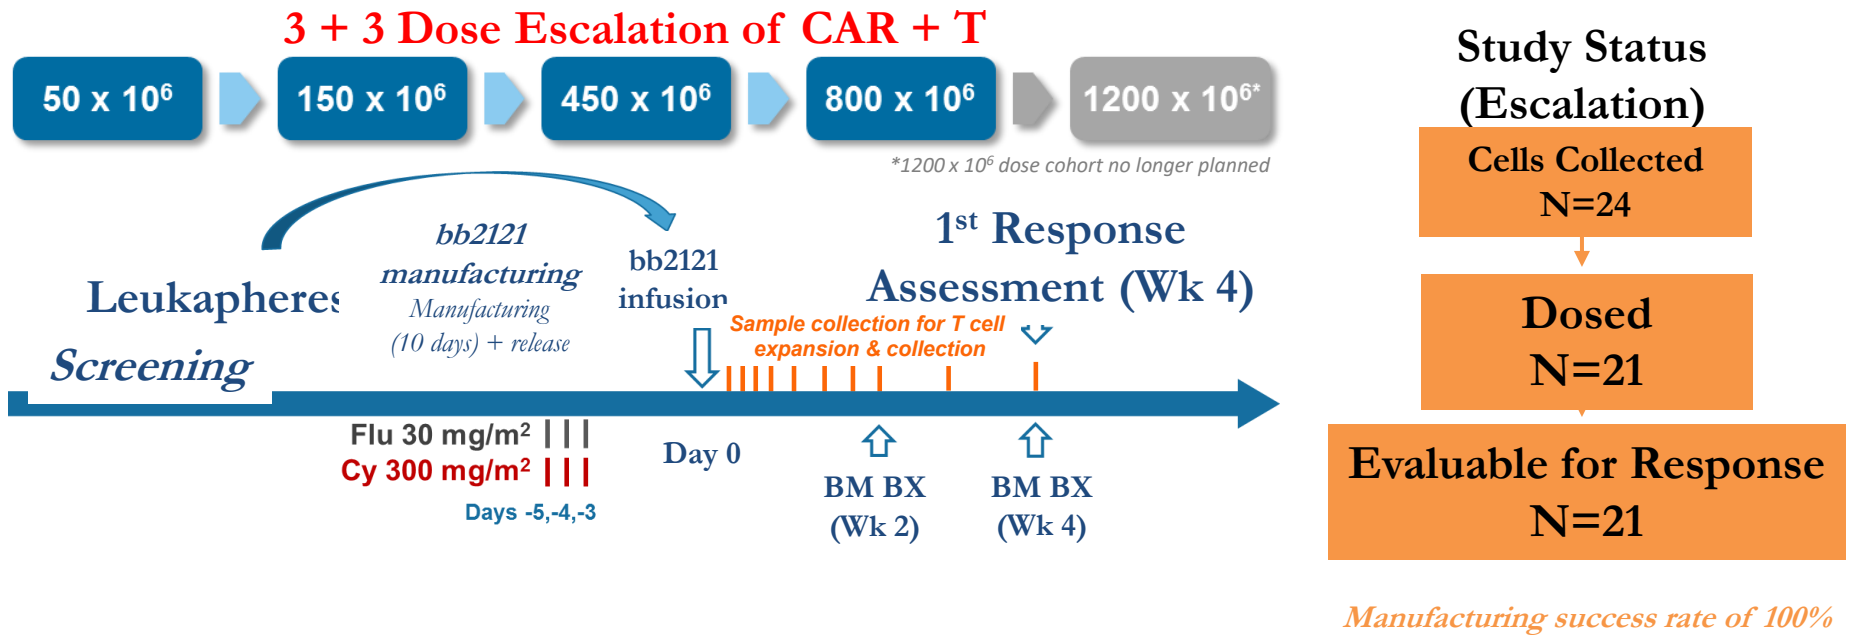 3 + 3 Dose Escalation of CAR + T
50 x 10⁶
150 x 10⁶
450 x 10⁶
800 x 10⁶
1200 x 10⁶*
*1200 x 10⁶ dose cohort no longer planned
Leukapheres
Screening
bb2121
manufacturing
Manufacturing
(10 days) + release
bb2121
infusion
1st Response
Assessment (Wk 4)
Sample collection for T cell
expansion & collection
Flu 30 mg/m²
Cy 300 mg/m²
Days -5,-4,-3
Day 0
BM BX
(Wk 2)
BM BX
(Wk 4)
Study Status
(Escalation)
Cells Collected
N=24
Dosed
N=21
Evaluable for Response
N=21
Manufacturing success rate of 100%